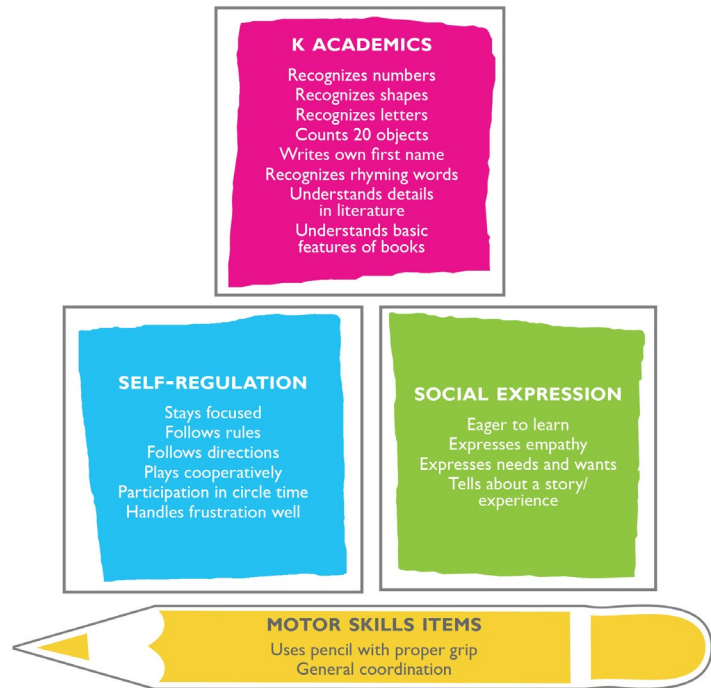 K ACADEMICS
Recognizes numbers
Recognizes shapes
Recognizes letters
Counts 20 objects
Writes own first name
Recognizes rhyming words
Understands details
in literature
Understands basic
features of books
SELF-REGULATION
Stays focused
Follows rules
Follows directions
Plays cooperatively
Participation in circle time
Handles frustration well
SOCIAL EXPRESSION
Eager to learn
Expresses empathy
Expresses needs and wants
Tells about a story/
experience
MOTOR SKILLS ITEMS
Uses pencil with proper grip
General coordination